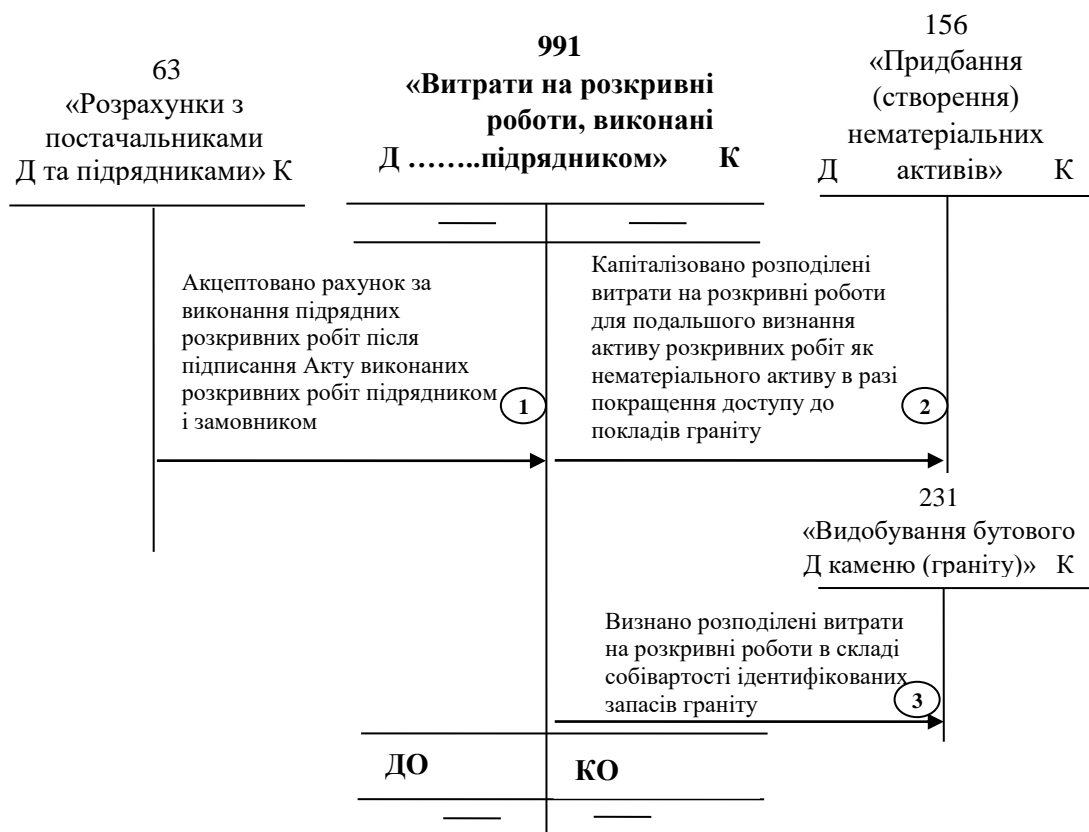 63
«Розрахунки з
постачальниками
Д та підрядниками» К
991
«Витрати на розкривні
роботи, виконані
Д ........підрядником» К
156
«Придбання
(створення)
нематеріальних
Д активів» К
Акцептовано рахунок за
виконання підрядних
розкривних робіт після
підписання Акту виконаних
розкривних робіт підрядником
і замовником
1
Капіталізовано розподілені
витрати на розкривні роботи
для подальшого визнання
активу розкривних робіт як
нематеріального активу в разі
покращення доступу до
покладів граніту
2
231
«Видобування бутового
Д каменю (граніту)» К
Визнано розподілені витрати
на розкривні роботи в складі
собівартості ідентифікованих
запасів граніту
3
ДО КО